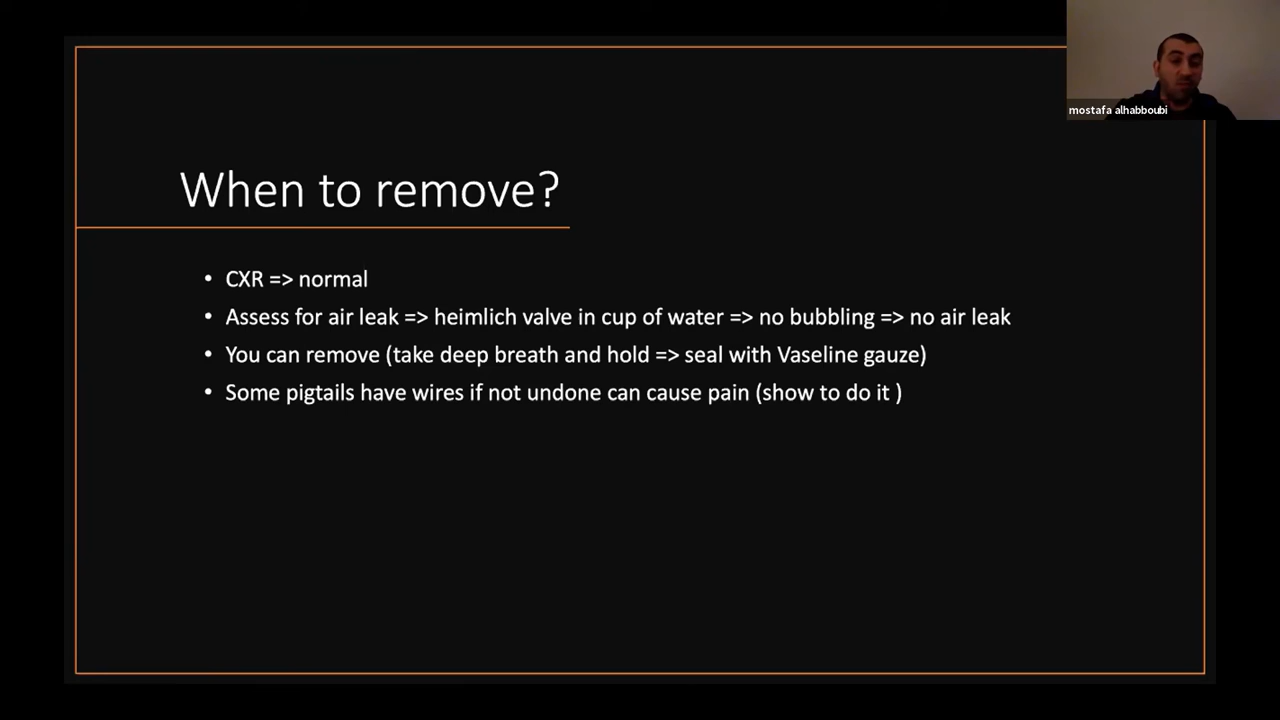 mostafa alhabboubi
When to remove?
• CXR => normal
• Assess for air leak => heimlich valve in cup of water => no bubbling => no air leak
• You can remove (take deep breath and hold => seal with Vaseline gauze)
• Some pigtails have wires if not undone can cause pain (show to do it )